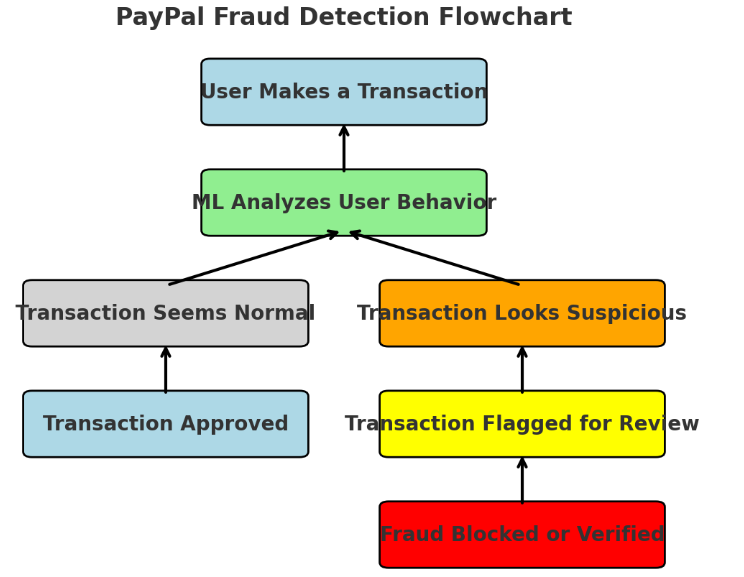 PayPal Fraud Detection Flowchart
User Makes a Transaction
ML Analyzes User Behavior
Transaction Seems Normal
Transaction Looks Suspicious
Transaction Approved
Transaction Flagged for Review
Fraud Blocked or Verified